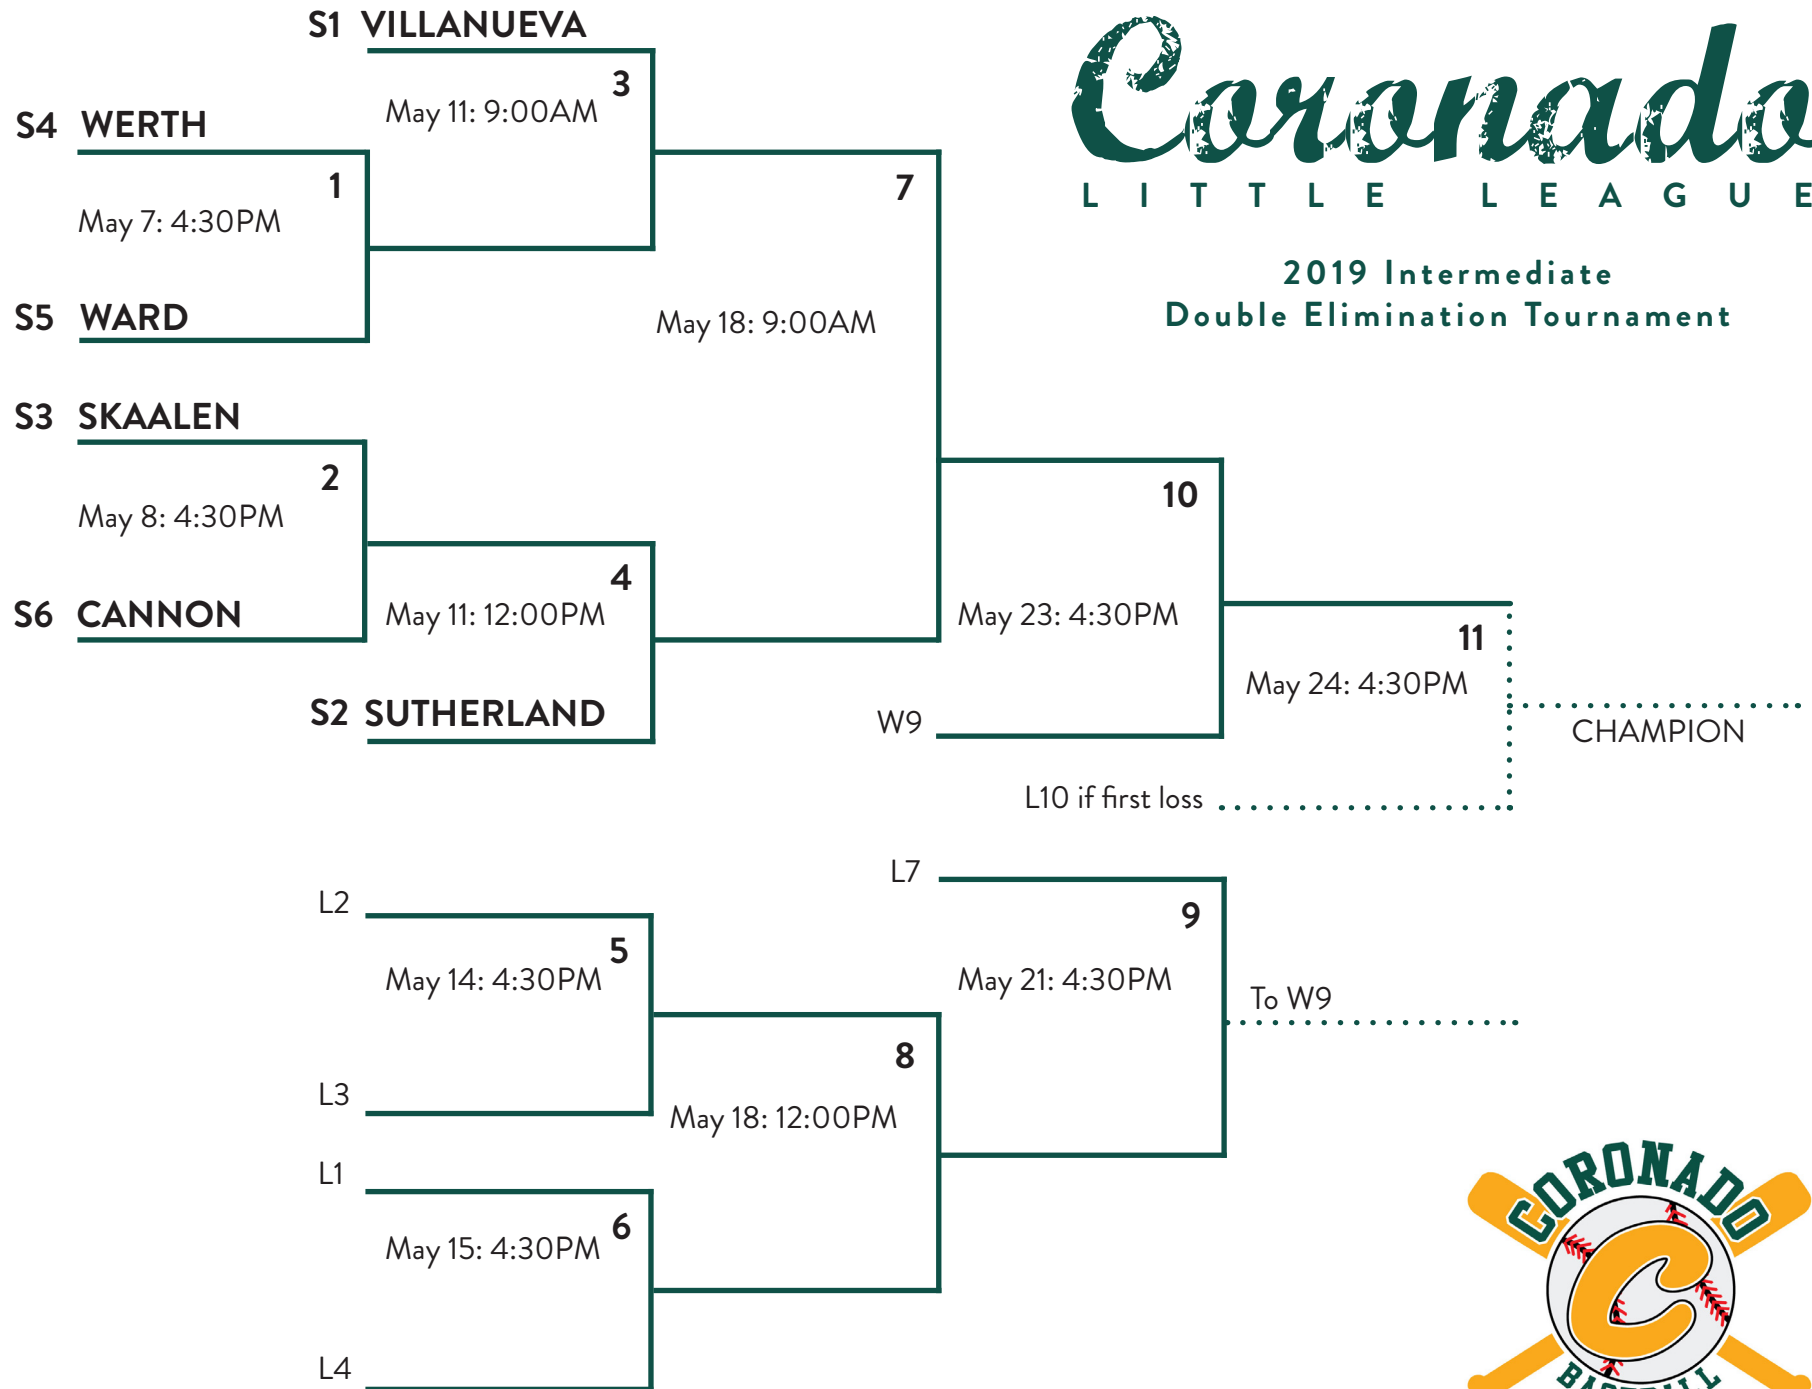 S1 VILLANUEVA
3
May 11: 9:00AM
S4 WERTH
1
May 7: 4:30PM
S5 WARD
7
May 18: 9:00AM
S3 SKAALEN
2
May 8: 4:30PM
S6 CANNON
4
May 11: 12:00PM
S2 SUTHERLAND
10
May 23: 4:30PM
W9
11
May 24: 4:30PM
CHAMPION
L10 if first loss
Coronado
LITTLE LEAGUE
2019 Intermediate
Double Elimination Tournament
L2
5
May 14: 4:30PM
L3
L1
6
May 15: 4:30PM
L4
8
May 18: 12:00PM
L7
9
May 21: 4:30PM
To W9
CORONADO
C
BASEBALL